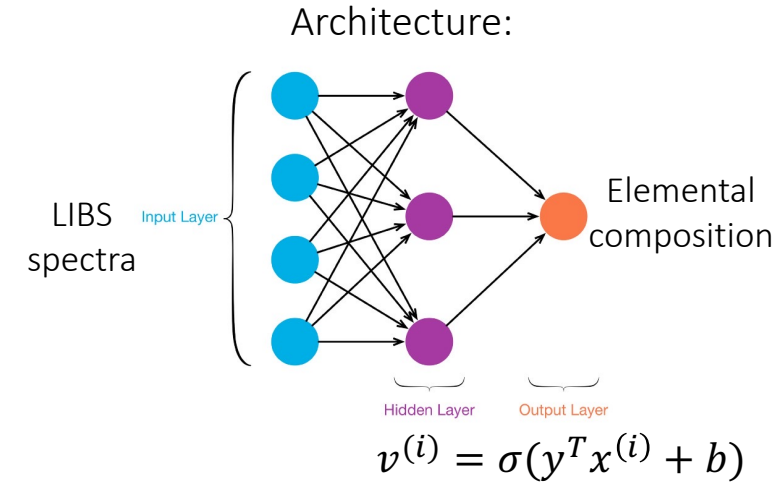 Architecture:
LIBS
spectra
Input Layer
Elemental
composition
Hidden Layer
Output Layer
v^{(i)} = σ(y^T x^{(i)} + b)